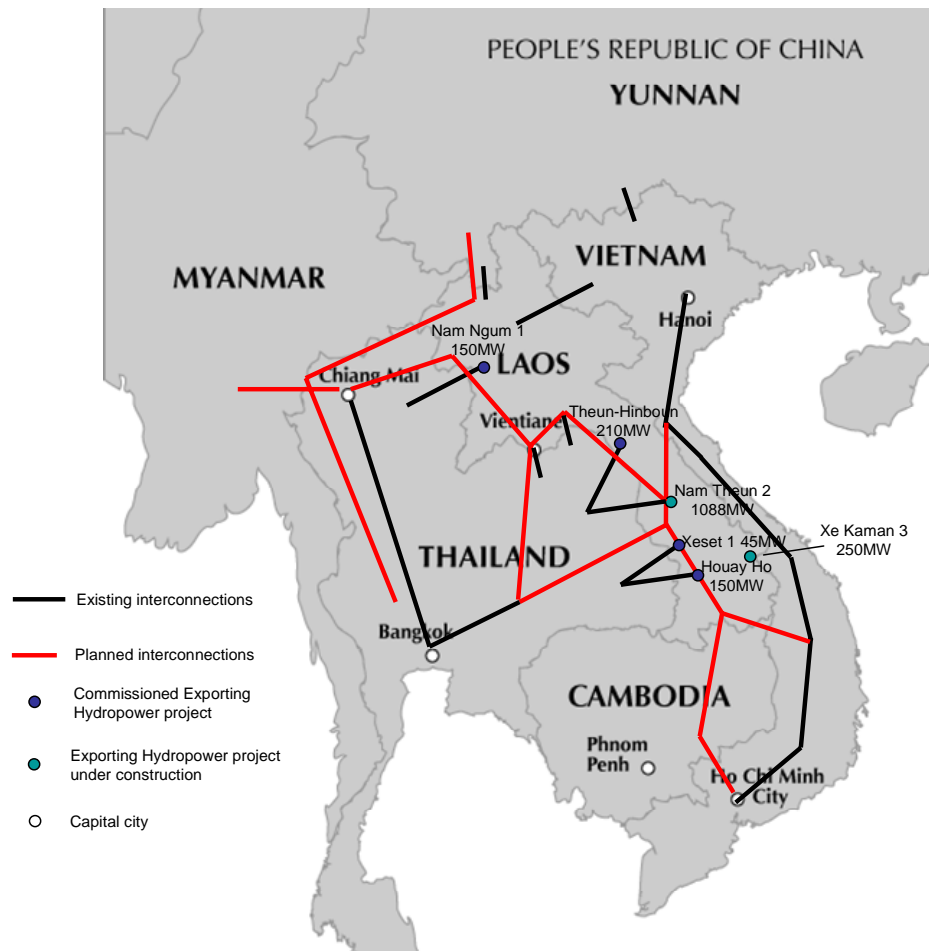 PEOPLE'S REPUBLIC OF CHINA
YUNNAN
MYANMAR
VIETNAM
Hanoi
Nam Ngum 1
150MW
LAOS
Chiang Mai
Theun-Hinboun
210MW
Vientiane
Nam Theun 2
1088MW
Xe Kaman 3
250MW
Xeset 1 45MW
THAILAND
Houay Ho
150MW
Existing interconnections
Bangkok
Planned interconnections
Commissioned Exporting
Hydropower project
CAMBODIA
Exporting Hydropower project
under construction
Phnom
Penh
Ho Chi Minh
City
Capital city